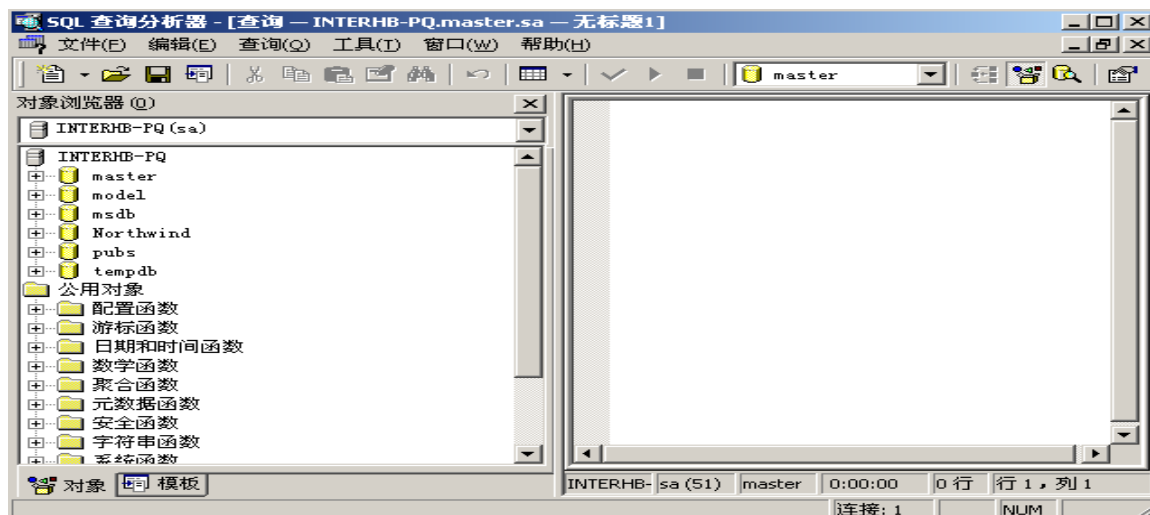 SQL 查询分析器 - [查询 — INTERHB-PQ.master.sa — 无标题1]
文件(F) 编辑(E) 查询(Q) 工具(T) 窗口(W) 帮助(H)
master
对象浏览器(O)
INTERHB-PQ(sa)
INTERHB-PQ
master
model
msdb
Northwind
pubs
tempdb
公用对象
配置函数
游标函数
日期和时间函数
数学函数
聚合函数
元数据函数
安全函数
字符串函数
系统函数
对象 模板
INTERHB- sa (51) master 0:00:00 0 行 行 1，列 1
连接: 1 NUM